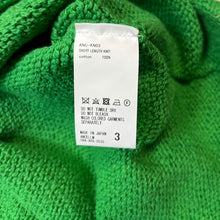 KNG-KN03
SHORT LENGTH KNIT
cotton 100%
DO NOT TUMBLE DRY
DO NOT BLEACH
WASH COLORED GARMENTS
SEPARATELY
MADE IN JAPAN
3